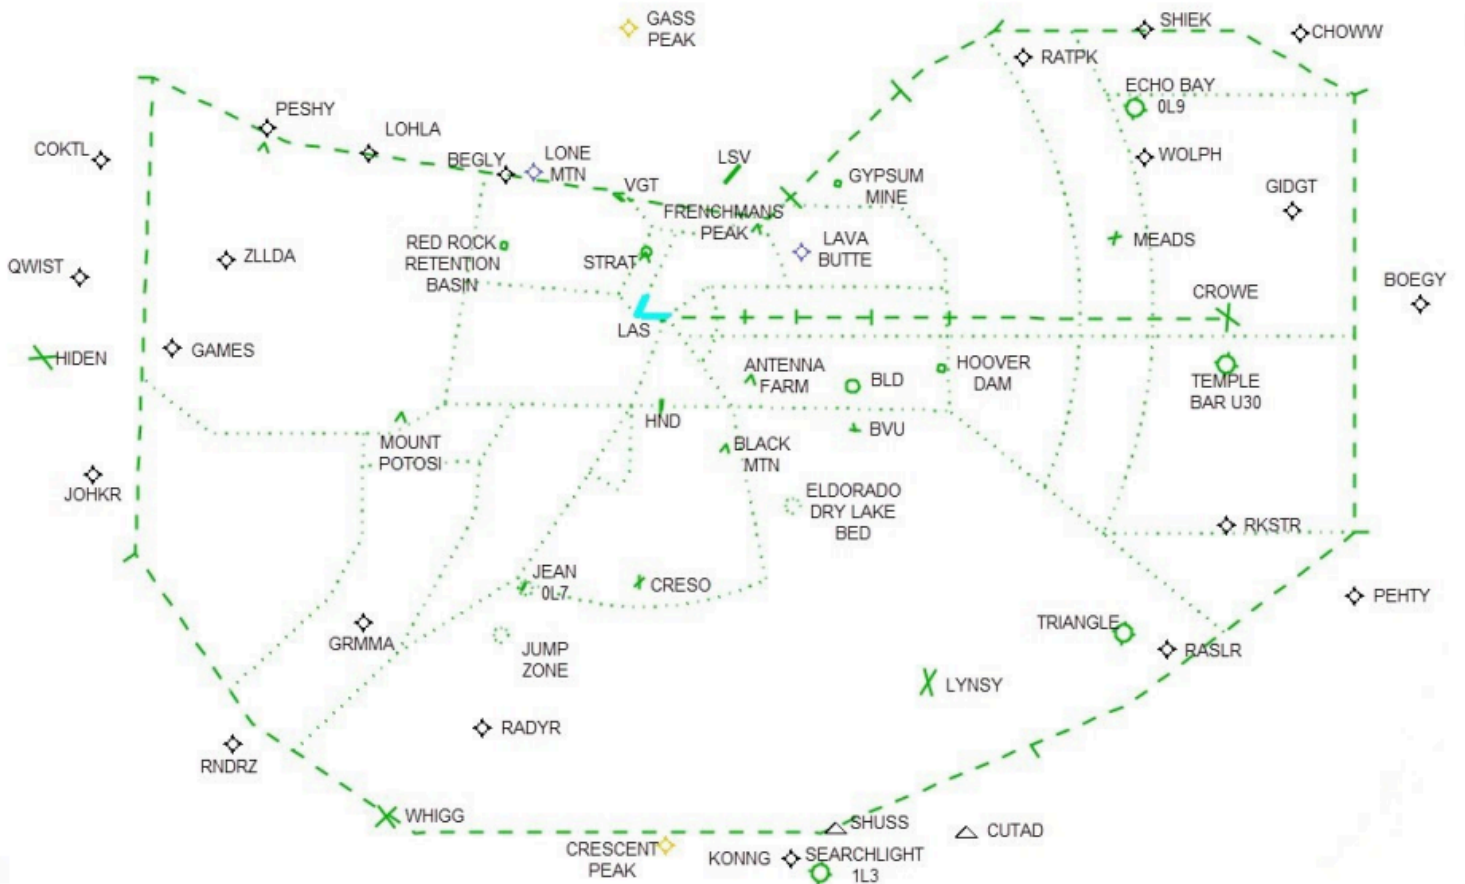 GASS
PEAK
SHIEK
CHOWW
RATPK
ECHO BAY
0L9
PESHY
LOHLA
COKTL
BEGLY
LONE
MTN
LSV
WOLPH
VGT
GYPSUM
MINE
GIDGT
FRENCHMANS
PEAK
MEADS
RED ROCK
RETENTION
BASIN
ZLLDA
STRAT
LAVA
BUTTE
QWIST
BOEGY
CROWE
LAS
HIDEN
GAMES
ANTENNA
FARM
BLD
HOOVER
DAM
TEMPLE
BAR U30
HND
MOUNT
POTOSI
BVU
BLACK
MTN
JOHKR
ELDORADO
DRY LAKE
BED
RKSTR
JEAN
0L7
CRESO
PEHTY
TRIANGLE
GRMMA
JUMP
ZONE
RASLR
LYNSY
RADYR
RNDRZ
WHIGG
SHUSS
CUTAD
CRESCENT
PEAK
KONNG
SEARCHLIGHT
1L3